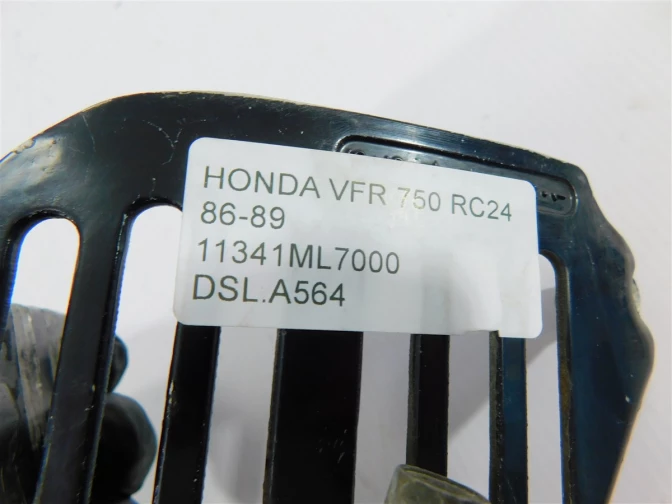 HONDA VFR 750 RC24
86-89
11341ML7000
DSL.A564